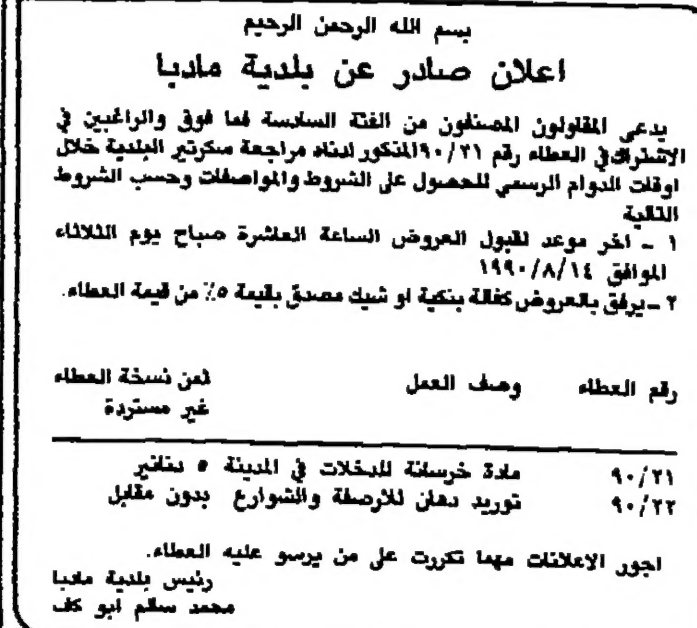 بسم الله الرحمن الرحيم
اعلان صادر عن بلدية مادبا
يدعى المقاولون المصنفون من الفئة السادسة فما فوق والراغبين في
الاشتراك في العطاء رقم ٩٠/٢١ المذكور ادناه مراجعة سكرتير البلدية خلال
اوقات الدوام الرسمي للحصول على الشروط والمواصفات وحسب الشروط
التالية
١ - اخر موعد لقبول العروض الساعة العاشرة صباح يوم الثلاثاء
الموافق ١٩٩٠/٨/١٤
٢ - يرفق بالعروض كفالة بنكية او شيك مصدق بقيمة ٥٪ من قيمة العطاء.
رقم العطاء وصف العمل ثمن نسخة العطاء
غير مستردة
٩٠/٢١ مادة خرسانة للدخلات في المدينة ٥ دنانير
٩٠/٢٢ توريد دهان للارصفة والشوارع بدون مقابل
اجور الاعلانات مهما تكررت على من يرسو عليه العطاء.
رئيس بلدية مادبا
محمد سالم ابو كف